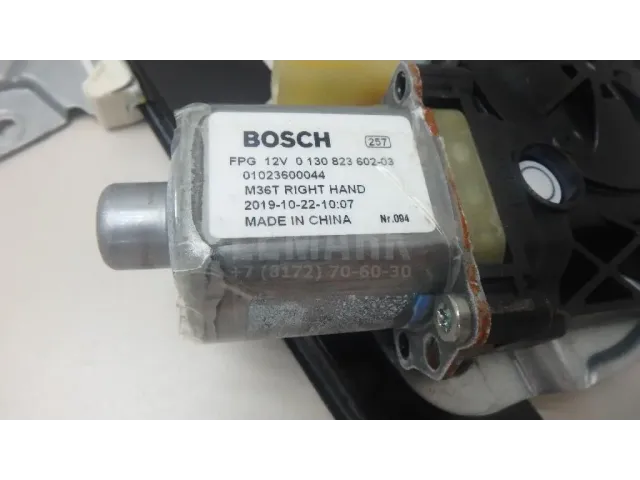 BOSCH 257
FPG 12V 0 130 823 602-03
01023600044
M36T RIGHT HAND
2019-10-22-10:07
MADE IN CHINA Nr.094
+7 (8172) 70-60-30